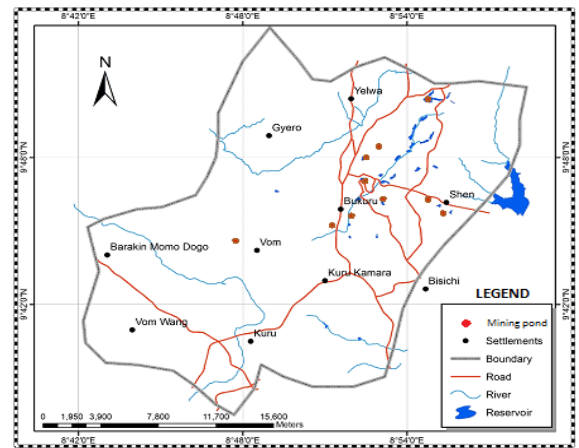 8°42'0"E 8°48'0"E 8°54'0"E
N
Yelwa
Gyero
9°48'0"N 9°48'0"N
Bukuru
Shen
Barakin Momo Dogo
Vom
Kuru Kamara
Bisichi
9°42'0"N 9°42'0"N
Vom Wang
Kuru
LEGEND
Mining pond
Settlements
Boundary
Road
River
Reservoir
0 1,950 3,900 7,800 11,700 15,600
Meters
8°42'0"E 8°48'0"E 8°54'0"E